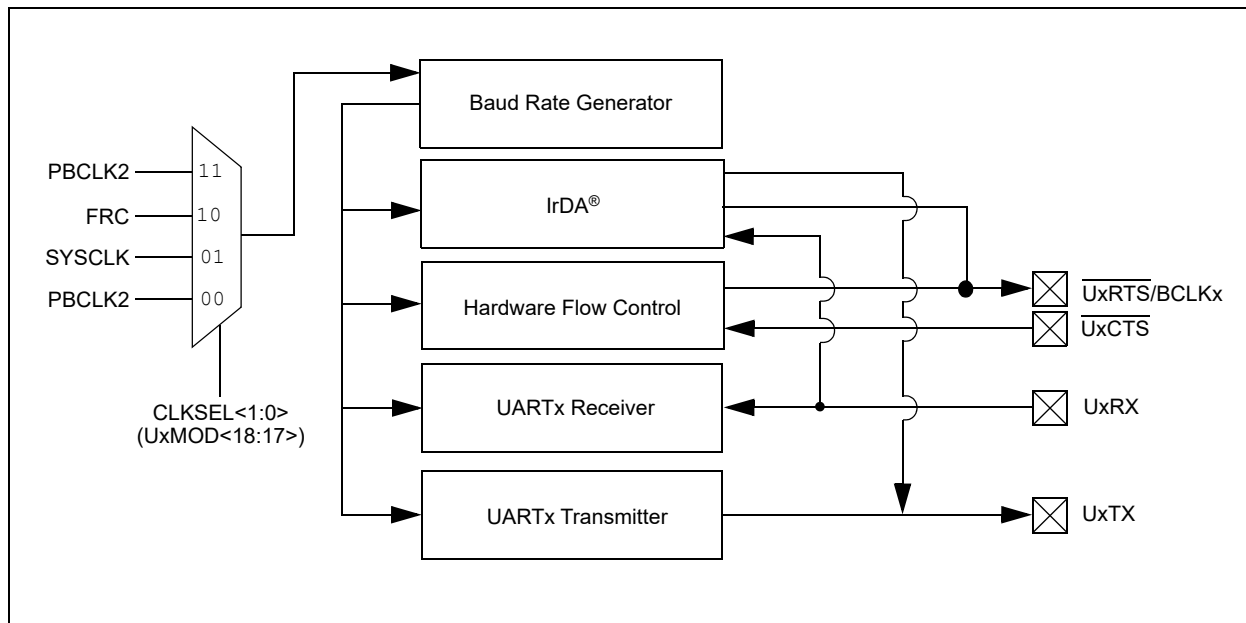 Baud Rate Generator
PBCLK2
11
IrDA®
FRC
10
SYSCLK
01
PBCLK2
00
Hardware Flow Control
UxRTS/BCLKx
UxCTS
CLKSEL<1:0>
(UxMOD<18:17>)
UARTx Receiver
UxRX
UARTx Transmitter
UxTX